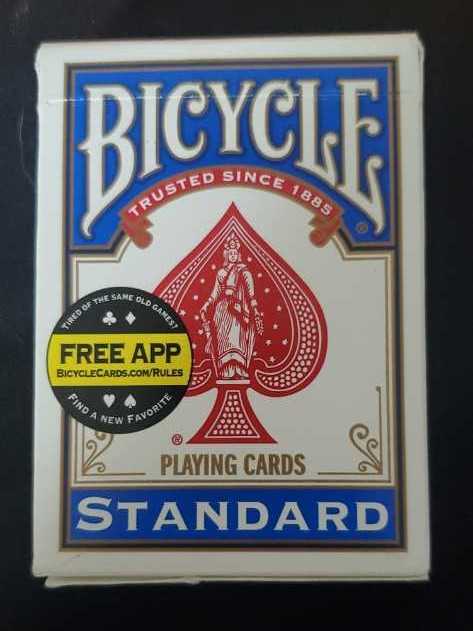 BICYCLE
®
TRUSTED SINCE 1885
TIRED OF THE SAME OLD GAMES?
FREE APP
BICYCLECARDS.COM/RULES
FIND A NEW FAVORITE
®
PLAYING CARDS
STANDARD